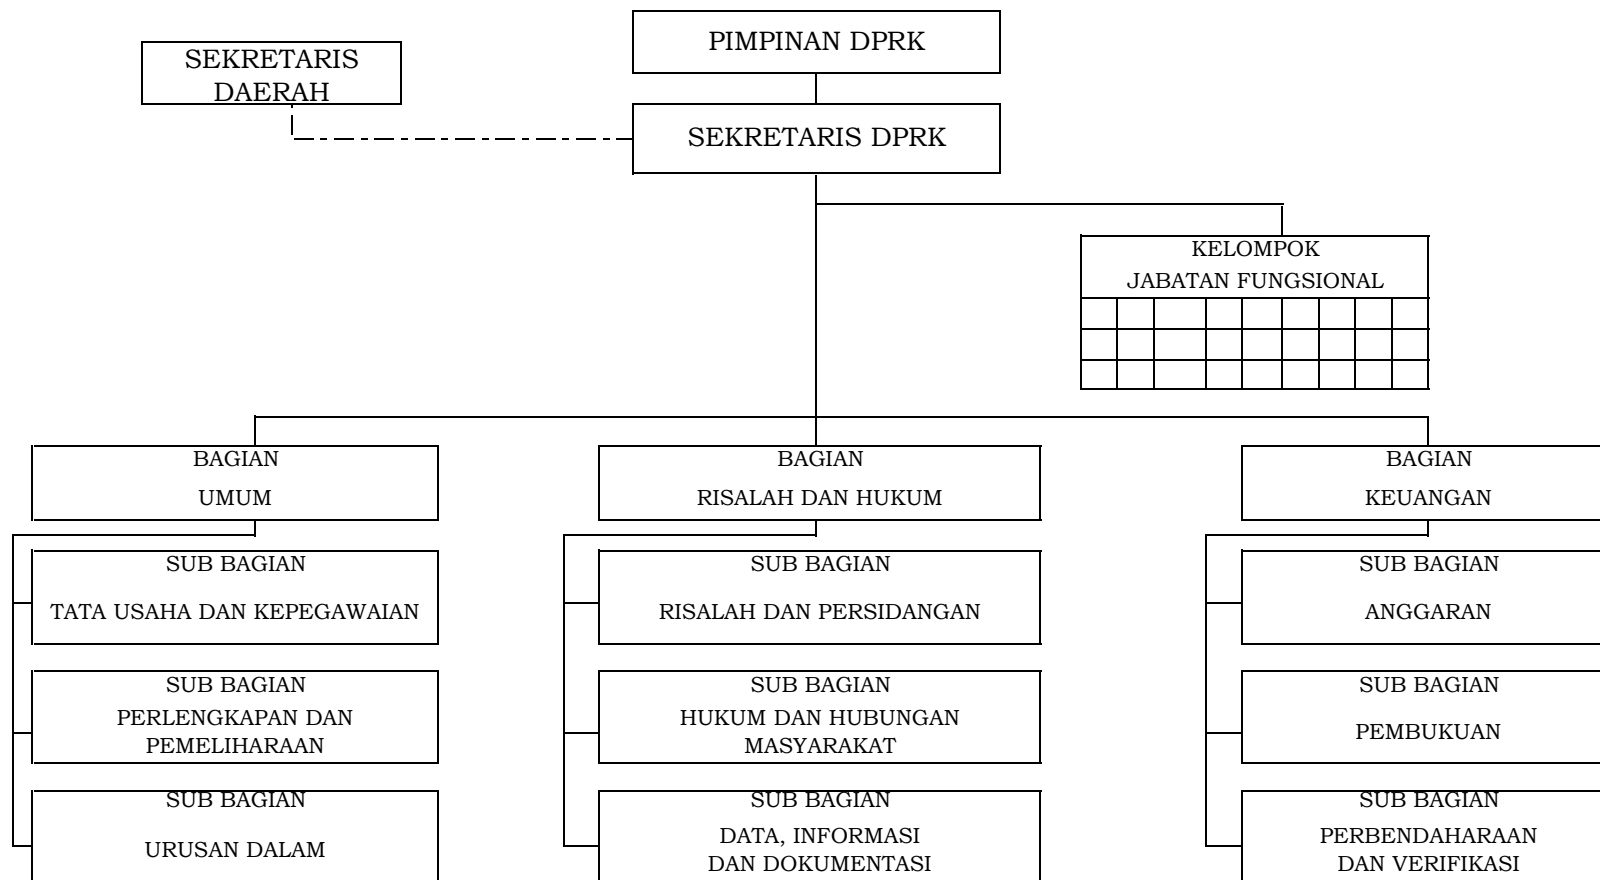 PIMPINAN DPRK
SEKRETARIS
DAERAH
SEKRETARIS DPRK
KELOMPOK
JABATAN FUNGSIONAL
BAGIAN
UMUM
BAGIAN
RISALAH DAN HUKUM
BAGIAN
KEUANGAN
SUB BAGIAN
TATA USAHA DAN KEPEGAWAIAN
SUB BAGIAN
RISALAH DAN PERSIDANGAN
SUB BAGIAN
ANGGARAN
SUB BAGIAN
PERLENGKAPAN DAN
PEMELIHARAAN
SUB BAGIAN
HUKUM DAN HUBUNGAN
MASYARAKAT
SUB BAGIAN
PEMBUKUAN
SUB BAGIAN
URUSAN DALAM
SUB BAGIAN
DATA, INFORMASI
DAN DOKUMENTASI
SUB BAGIAN
PERBENDAHARAAN
DAN VERIFIKASI